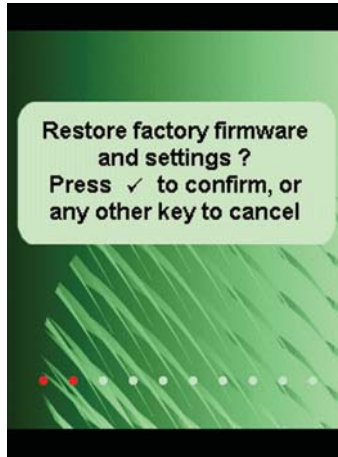 Restore factory firmware
and settings ?
Press ✓ to confirm, or
any other key to cancel